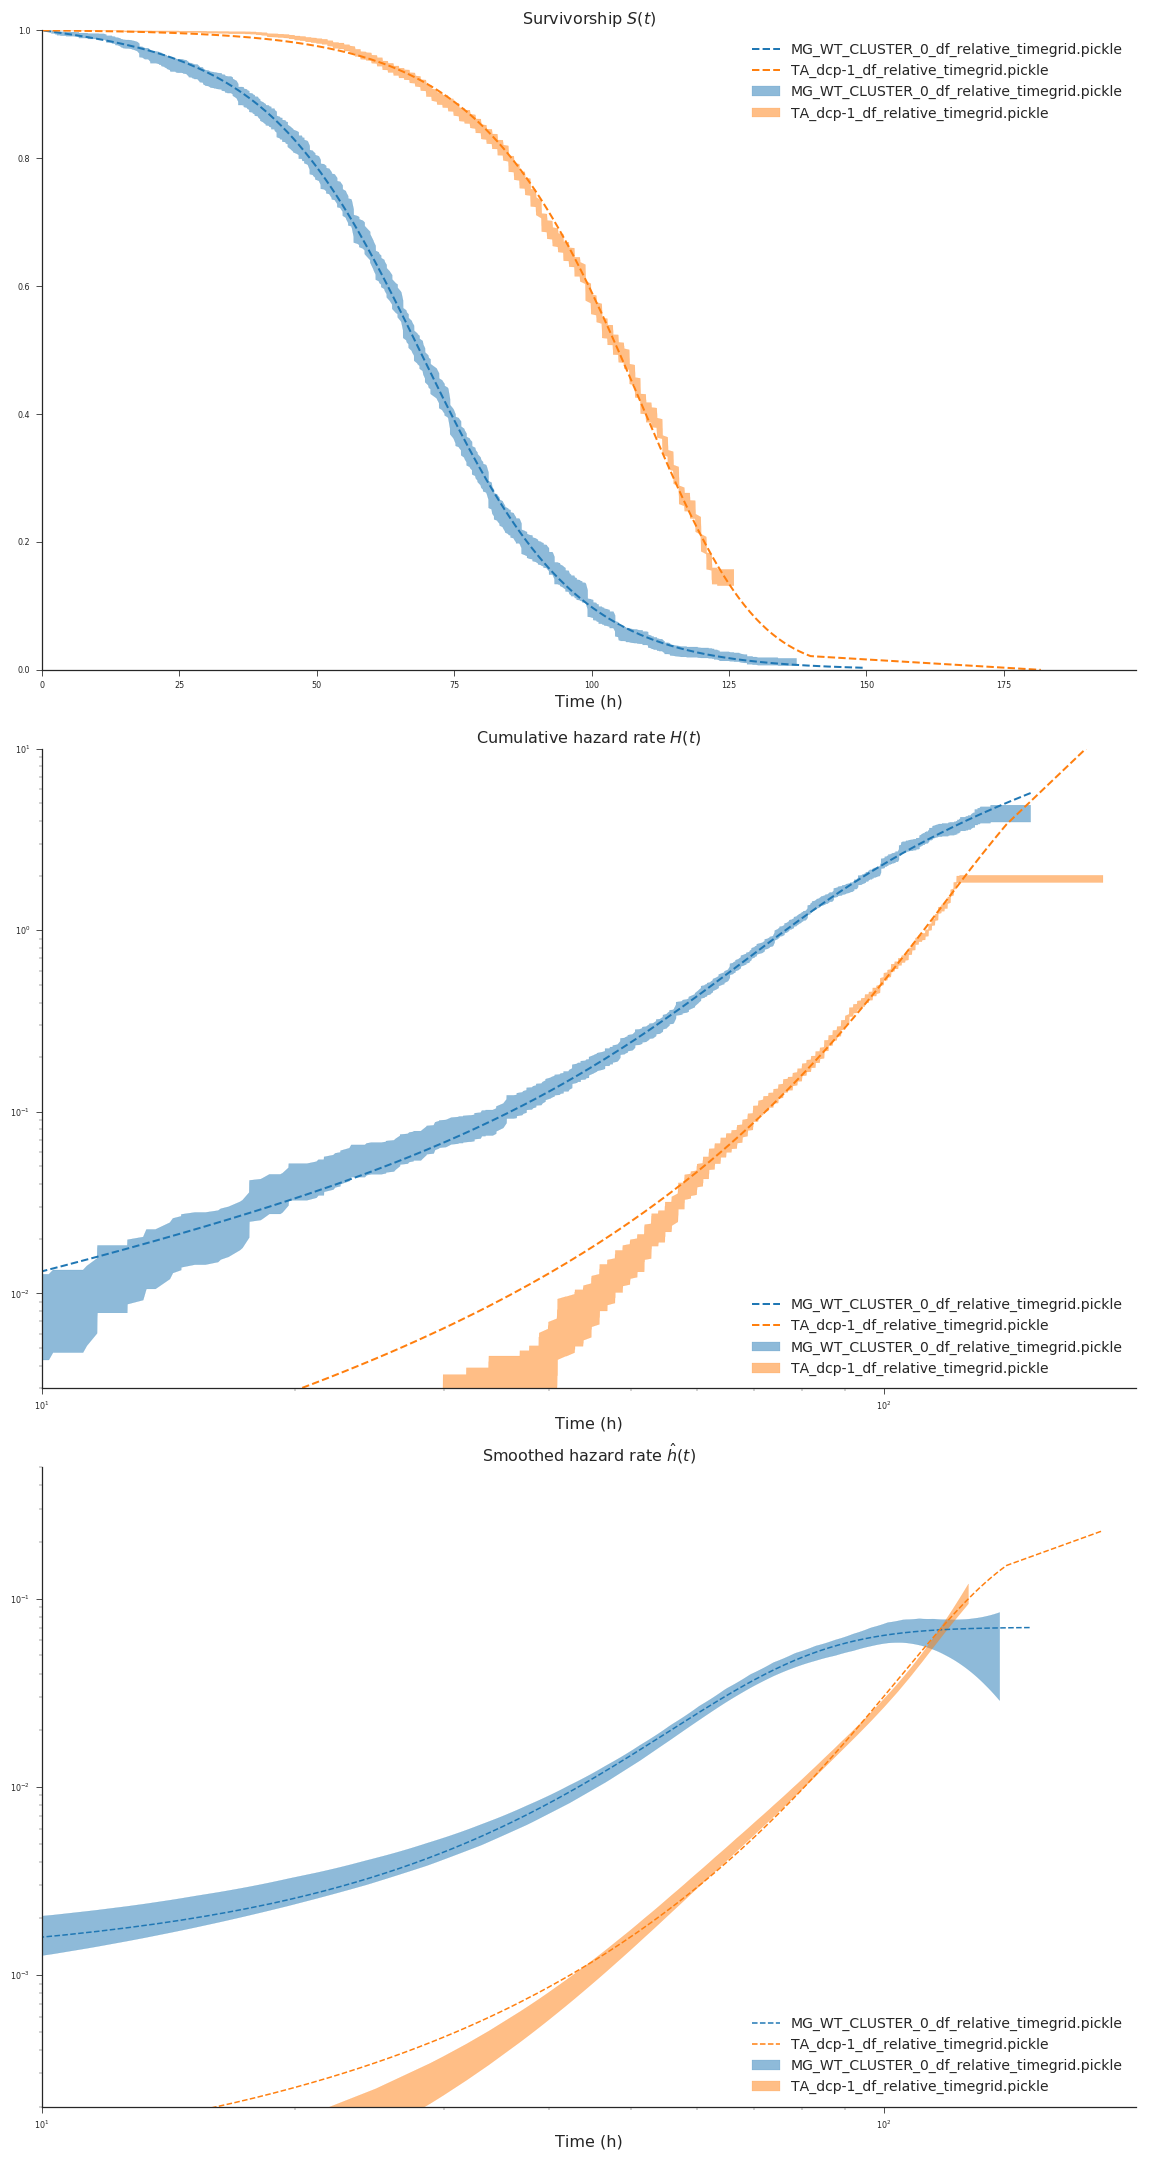 Survivorship S(t)
1.0
0.8
0.6
0.4
0.2
0.0
MG_WT_CLUSTER_0_df_relative_timegrid.pickle
TA_dcp-1_df_relative_timegrid.pickle
MG_WT_CLUSTER_0_df_relative_timegrid.pickle
TA_dcp-1_df_relative_timegrid.pickle
0 25 50 75 100 125 150 175
Time (h)
Cumulative hazard rate H(t)
10¹
10⁰
10⁻¹
10⁻²
MG_WT_CLUSTER_0_df_relative_timegrid.pickle
TA_dcp-1_df_relative_timegrid.pickle
MG_WT_CLUSTER_0_df_relative_timegrid.pickle
TA_dcp-1_df_relative_timegrid.pickle
10¹ 10²
Time (h)
Smoothed hazard rate ĥ(t)
10⁻¹
10⁻²
10⁻³
MG_WT_CLUSTER_0_df_relative_timegrid.pickle
TA_dcp-1_df_relative_timegrid.pickle
MG_WT_CLUSTER_0_df_relative_timegrid.pickle
TA_dcp-1_df_relative_timegrid.pickle
10¹ 10²
Time (h)